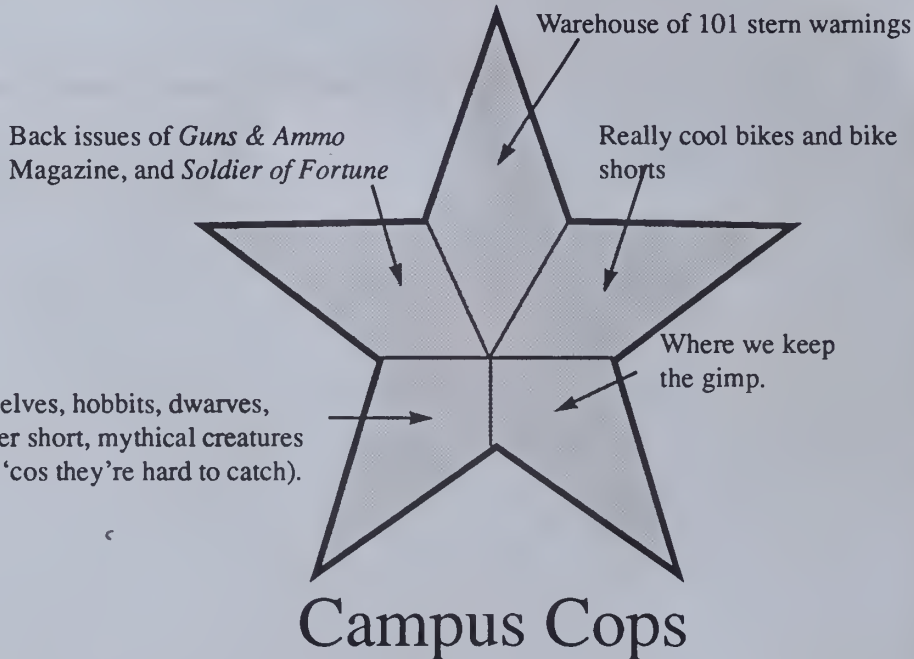 Warehouse of 101 stern warnings
Back issues of Guns & Ammo
Magazine, and Soldier of Fortune
Really cool bikes and bike
shorts
Where we keep
the gimp.
elves, hobbits, dwarves,
short, mythical creatures
'cos they're hard to catch).
Campus Cops